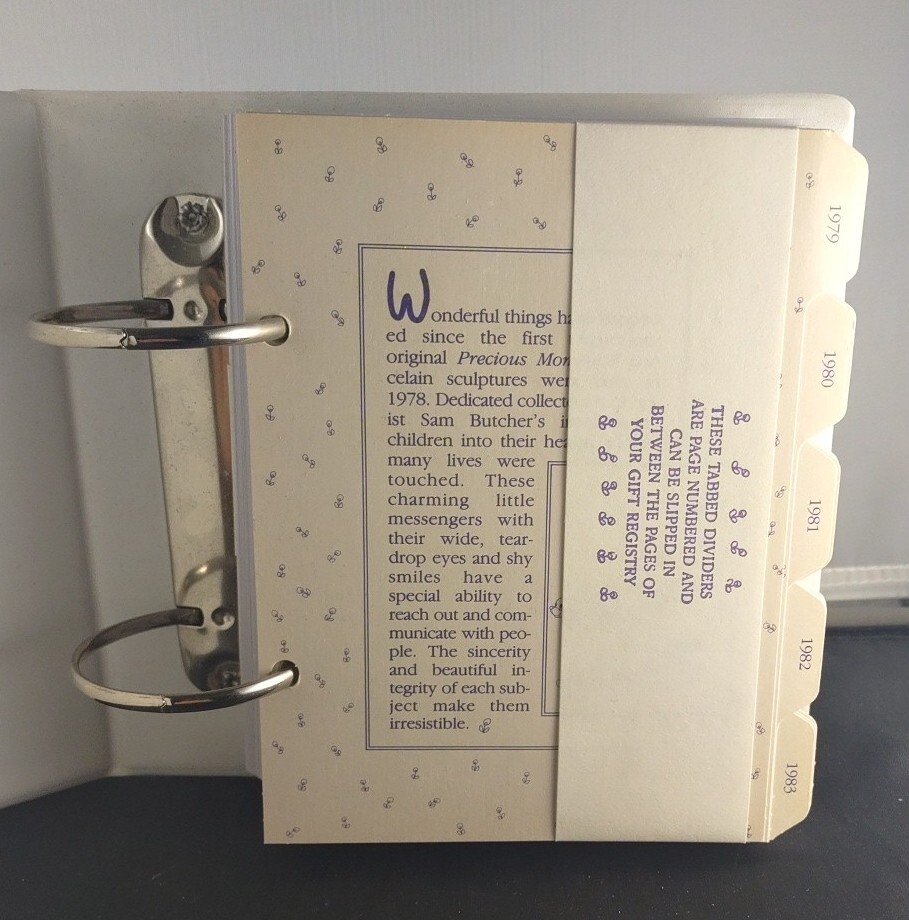 Wonderful things ha
ed since the first
original Precious Mom
celain sculptures wer
1978. Dedicated collect
ist Sam Butcher's i
children into their hea
many lives were
touched. These
charming little
messengers with
their wide, tear-
drop eyes and shy
smiles have a
special ability to
reach out and com-
municate with peo-
ple. The sincerity
and beautiful in-
tegrity of each sub-
ject make them
irresistible.
THESE TABBED DIVIDERS
ARE PAGE NUMBERED AND
CAN BE SLIPPED IN
BETWEEN THE PAGES OF
YOUR GIFT REGISTRY
1979
1980
1981
1982
1983